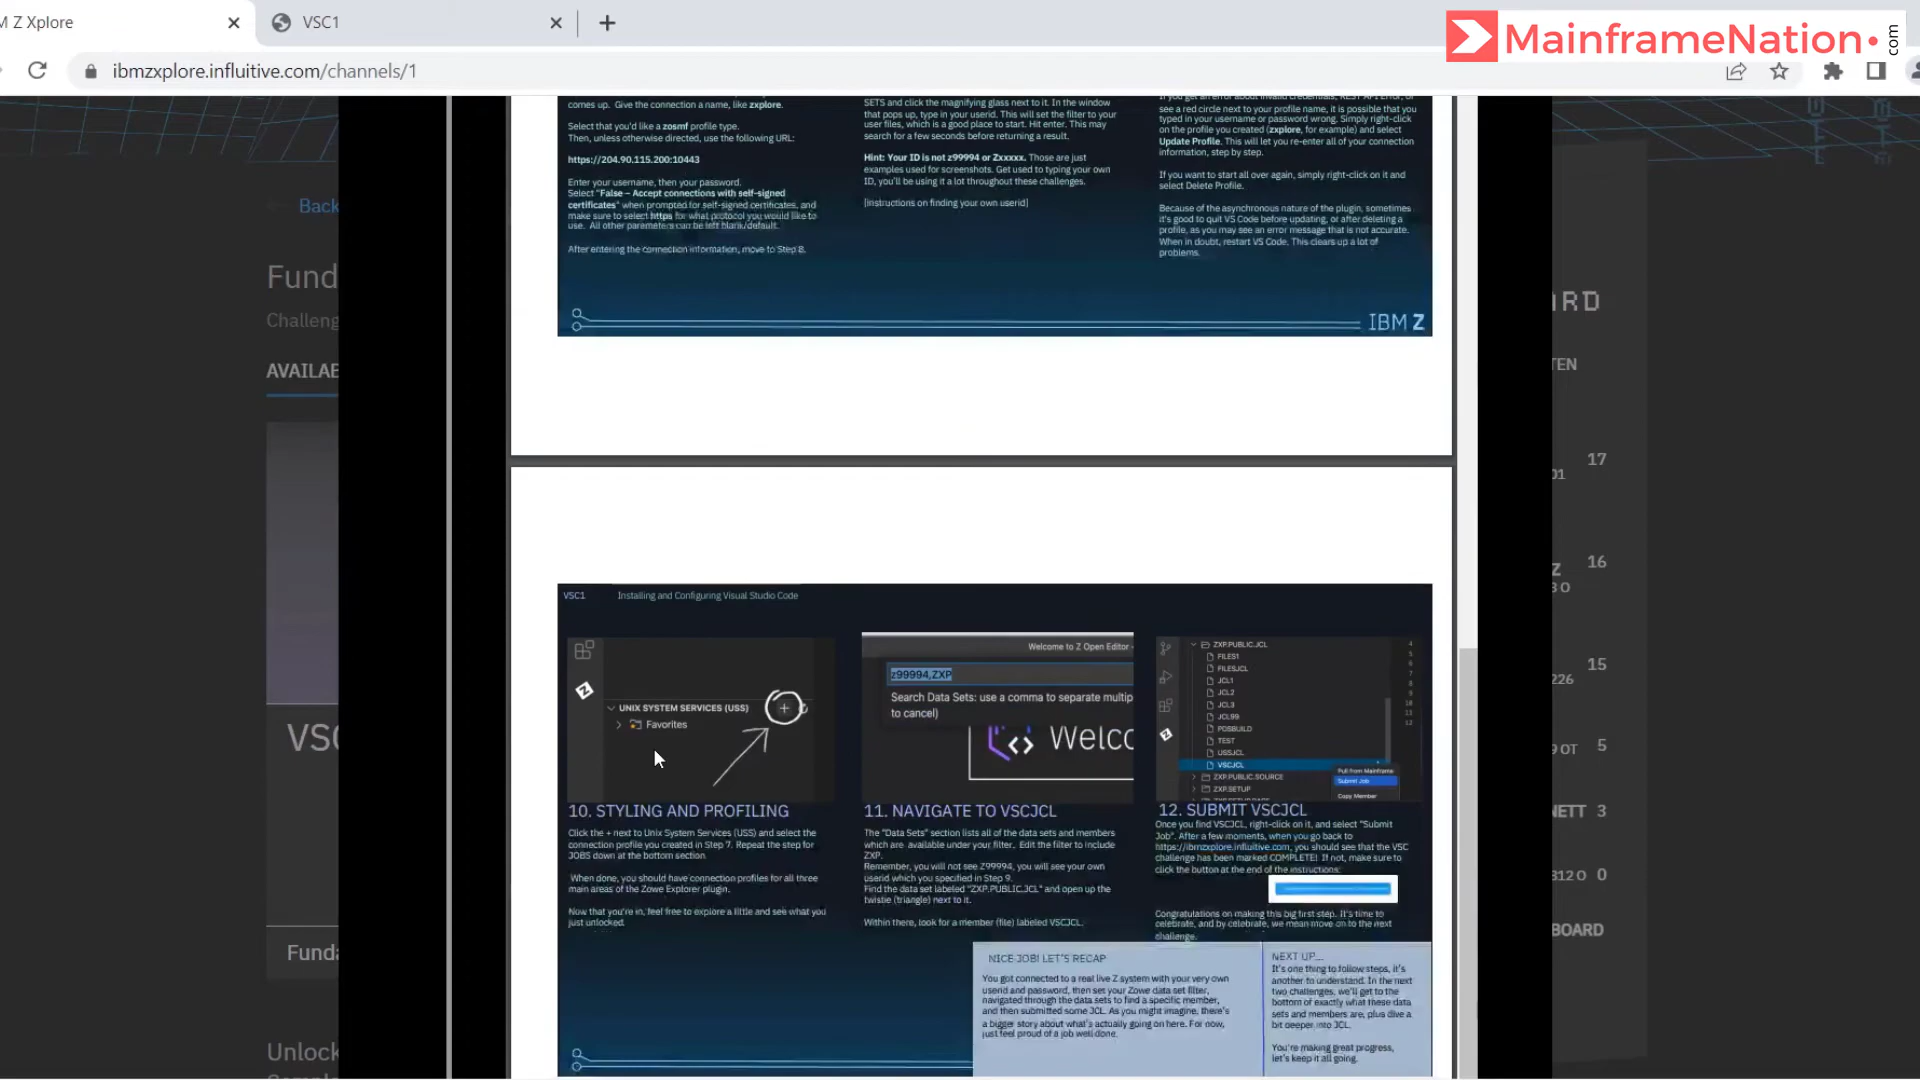 M Z Xplore
VSC1
MainframeNation.com
ibmzxplore.influitive.com/channels/1
Back
Fund
Challeng
AVAILAE
VSC
Funda
Unlock
comes up. Give the connection a name, like zxplore.
Select that you'd like a zosmf profile type.
Then, unless otherwise directed, use the following URL:
https://204.90.115.200:10443
Enter your username, then your password.
Select "False – Accept connections with self-signed
certificates" when prompted for self-signed certificates, and
make sure to select https for what protocol you would like to
use. All other paremeters can be left blank/default.
After entering the connection information, move to Step 8.
SETS and click the magnifying glass next to it. In the window
that pops up, type in your userid. This will set the filter to your
user files, which is a good place to start. Hit enter. This may
search for a few seconds before returning a result.
Hint: Your ID is not z99994 or Zxxxxx. Those are just
examples used for screenshots. Get used to typing your own
ID, you'll be using it a lot throughout these challenges.
[instructions on finding your own userid]
If you get an error about invalid credentials, REST API Error, or
see a red circle next to your profile name, it is possible that you
typed in your username or password wrong. Simply right-click
on the profile you created (zxplore, for example) and select
Update Profile. This will let you re-enter all of your connection
information, step by step.
If you want to start all over again, simply right-click on it and
select Delete Profile.
Because of the asynchronous nature of the plugin, sometimes
it's good to quit VS Code before updating, or after deleting a
profile, as you may see an error message that is not accurate.
When in doubt, restart VS Code. This clears up a lot of
problems.
IBM Z
VSC1 Installing and Configuring Visual Studio Code
UNIX SYSTEM SERVICES (USS)
Favorites
10. STYLING AND PROFILING
Click the + next to Unix System Services (USS) and select the
connection profile you created in Step 7. Repeat the step for
JOBS down at the bottom section.
When done, you should have connection profiles for all three
main areas of the Zowe Explorer plugin.
Now that you're in, feel free to explore a little and see what you
just unlocked.
Welcome to Z Open Editor -
z99994,ZXP
Search Data Sets: use a comma to separate multip
to cancel)
Welco
11. NAVIGATE TO VSCJCL
The "Data Sets" section lists all of the data sets and members
which are available under your filter. Edit the filter to include
ZXP.
Remember, you will not see Z99994, you will see your own
userid which you specified in Step 9.
Find the data set labeled "ZXP.PUBLIC.JCL" and open up the
twistie (triangle) next to it.
Within there, look for a member (file) labeled VSCJCL.
ZXP.PUBLIC.JCL
FILES1
FILESJCL
JCL1
JCL2
JCL3
JCL99
PDSBUILD
TEST
USSJCL
VSCJCL
ZXP.PUBLIC.SOURCE
ZXP.SETUP
Pull from Mainframe
Submit Job
Copy Member
12. SUBMIT VSCJCL
Once you find VSCJCL, right-click on it, and select "Submit
Job". After a few moments, when you go back to
https://ibmzxplore.influitive.com, you should see that the VSC
challenge has been marked COMPLETE! If not, make sure to
click the button at the end of the instructions:
Congratulations on making this big first step. It's time to
celebrate, and by celebrate, we mean move on to the next
challenge.
NICE JOB! LET'S RECAP
You got connected to a real live Z system with your very own
userid and password, then set your Zowe data set filter,
navigated through the data sets to find a specific member,
and then submitted some JCL. As you might imagine, there's
a bigger story about what's actually going on here. For now,
just feel proud of a job well done.
NEXT UP...
It's one thing to follow steps, it's
another to understand. In the next
two challenges, we'll get to the
bottom of exactly what these data
sets and members are, plus dive a
bit deeper into JCL.
You're making great progress,
let's keep it all going.
ARD
TEN
17
01
Z
16
3 O
15
226
9 OT 5
NETT 3
312 O 0
BOARD